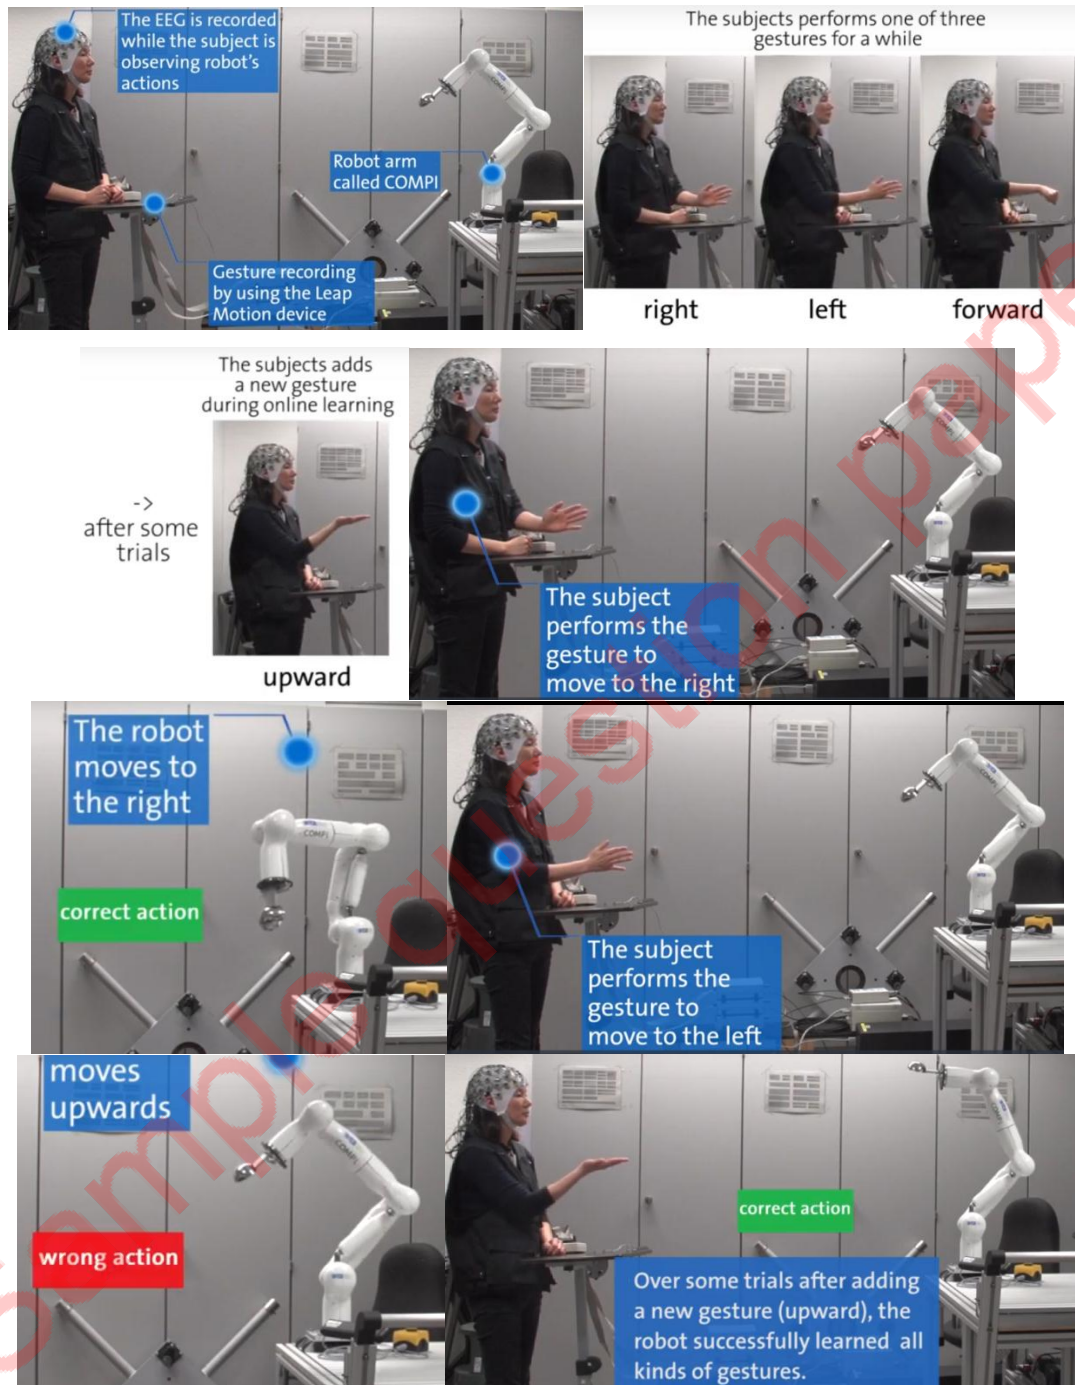 The EEG is recorded
while the subject is
observing robot's
actions
Robot arm
called COMPI
Gesture recording
by using the Leap
Motion device
The subjects performs one of three
gestures for a while
right
left
forward
The subjects adds
a new gesture
during online learning
->
after some
trials
upward
The subject
performs the
gesture to
move to the right
The robot
moves to
the right
COMPI
correct action
The subject
performs the
gesture to
move to the left
moves
upwards
COMPI
wrong action
correct action
Over some trials after adding
a new gesture (upward), the
robot successfully learned all
kinds of gestures.
Sample question pape